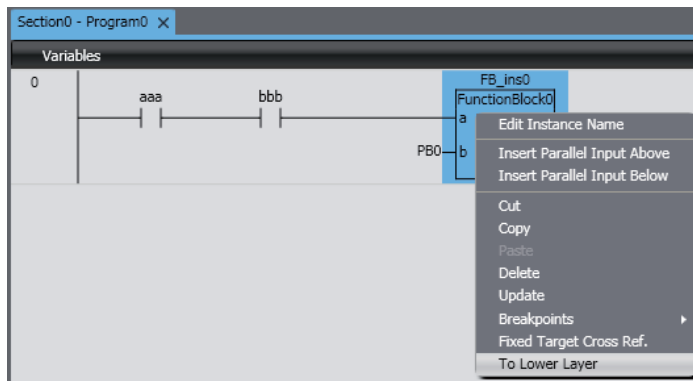 Section0 - Program0
Variables
0
FB_ins0
aaa
bbb
FunctionBlock0
a
PB0
b
Edit Instance Name
Insert Parallel Input Above
Insert Parallel Input Below
Cut
Copy
Paste
Delete
Update
Breakpoints
Fixed Target Cross Ref.
To Lower Layer